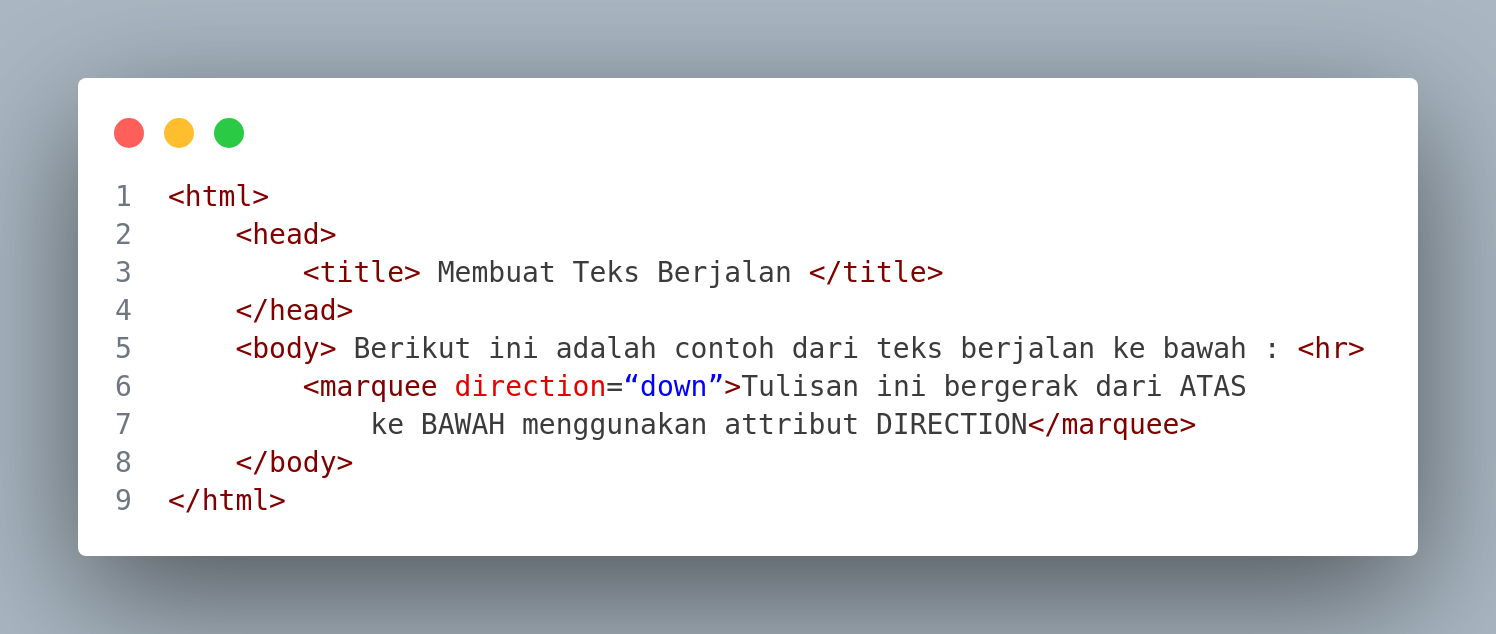 1 <html>
2     <head>
3         <title> Membuat Teks Berjalan </title>
4     </head>
5     <body> Berikut ini adalah contoh dari teks berjalan ke bawah : <hr>
6         <marquee direction=“down”>Tulisan ini bergerak dari ATAS
7             ke BAWAH menggunakan attribut DIRECTION</marquee>
8     </body>
9 </html>